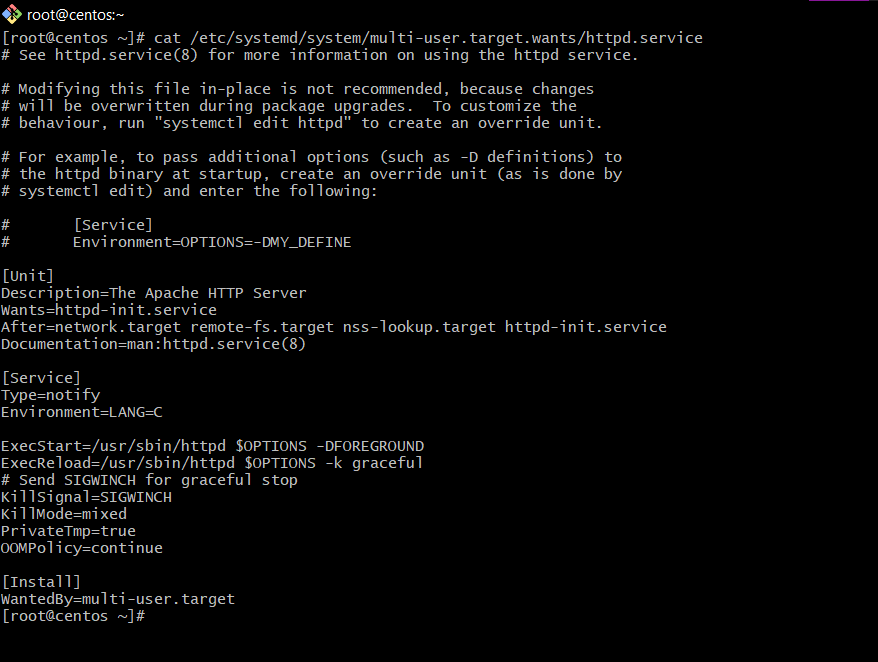 root@centos:~
[root@centos ~]# cat /etc/systemd/system/multi-user.target.wants/httpd.service
# See httpd.service(8) for more information on using the httpd service.
# Modifying this file in-place is not recommended, because changes
# will be overwritten during package upgrades.  To customize the
# behaviour, run "systemctl edit httpd" to create an override unit.
# For example, to pass additional options (such as -D definitions) to
# the httpd binary at startup, create an override unit (as is done by
# systemctl edit) and enter the following:
#       [Service]
#       Environment=OPTIONS=-DMY_DEFINE
[Unit]
Description=The Apache HTTP Server
Wants=httpd-init.service
After=network.target remote-fs.target nss-lookup.target httpd-init.service
Documentation=man:httpd.service(8)
[Service]
Type=notify
Environment=LANG=C
ExecStart=/usr/sbin/httpd $OPTIONS -DFOREGROUND
ExecReload=/usr/sbin/httpd $OPTIONS -k graceful
# Send SIGWINCH for graceful stop
KillSignal=SIGWINCH
KillMode=mixed
PrivateTmp=true
OOMPolicy=continue
[Install]
WantedBy=multi-user.target
[root@centos ~]#